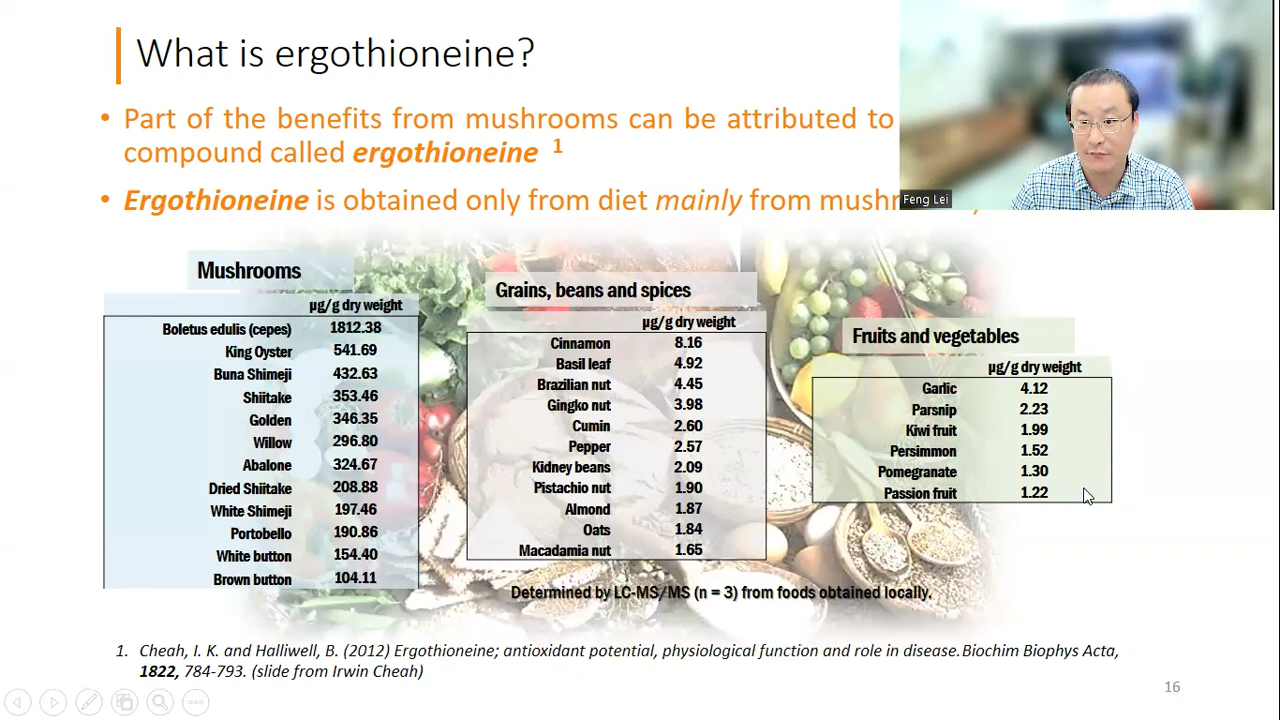 What is ergothioneine?
• Part of the benefits from mushrooms can be attributed to
compound called ergothioneine 1
• Ergothioneine is obtained only from diet mainly from
Feng Lei
Mushrooms
µg/g dry weight
Boletus edulis (cepes) 1812.38
King Oyster 541.69
Buna Shimeji 432.63
Shiitake 353.46
Golden 346.35
Willow 296.80
Abalone 324.67
Dried Shiitake 208.88
White Shimeji 197.46
Portobello 190.86
White button 154.40
Brown button 104.11
Grains, beans and spices
µg/g dry weight
Cinnamon 8.16
Basil leaf 4.92
Brazilian nut 4.45
Gingko nut 3.98
Cumin 2.60
Pepper 2.57
Kidney beans 2.09
Pistachio nut 1.90
Almond 1.87
Oats 1.84
Macadamia nut 1.65
Fruits and vegetables
µg/g dry weight
Garlic 4.12
Parsnip 2.23
Kiwi fruit 1.99
Persimmon 1.52
Pomegranate 1.30
Passion fruit 1.22
Determined by LC-MS/MS (n = 3) from foods obtained locally.
1. Cheah, I. K. and Halliwell, B. (2012) Ergothioneine; antioxidant potential, physiological function and role in disease.Biochim Biophys Acta,
1822, 784-793. (slide from Irwin Cheah)
16